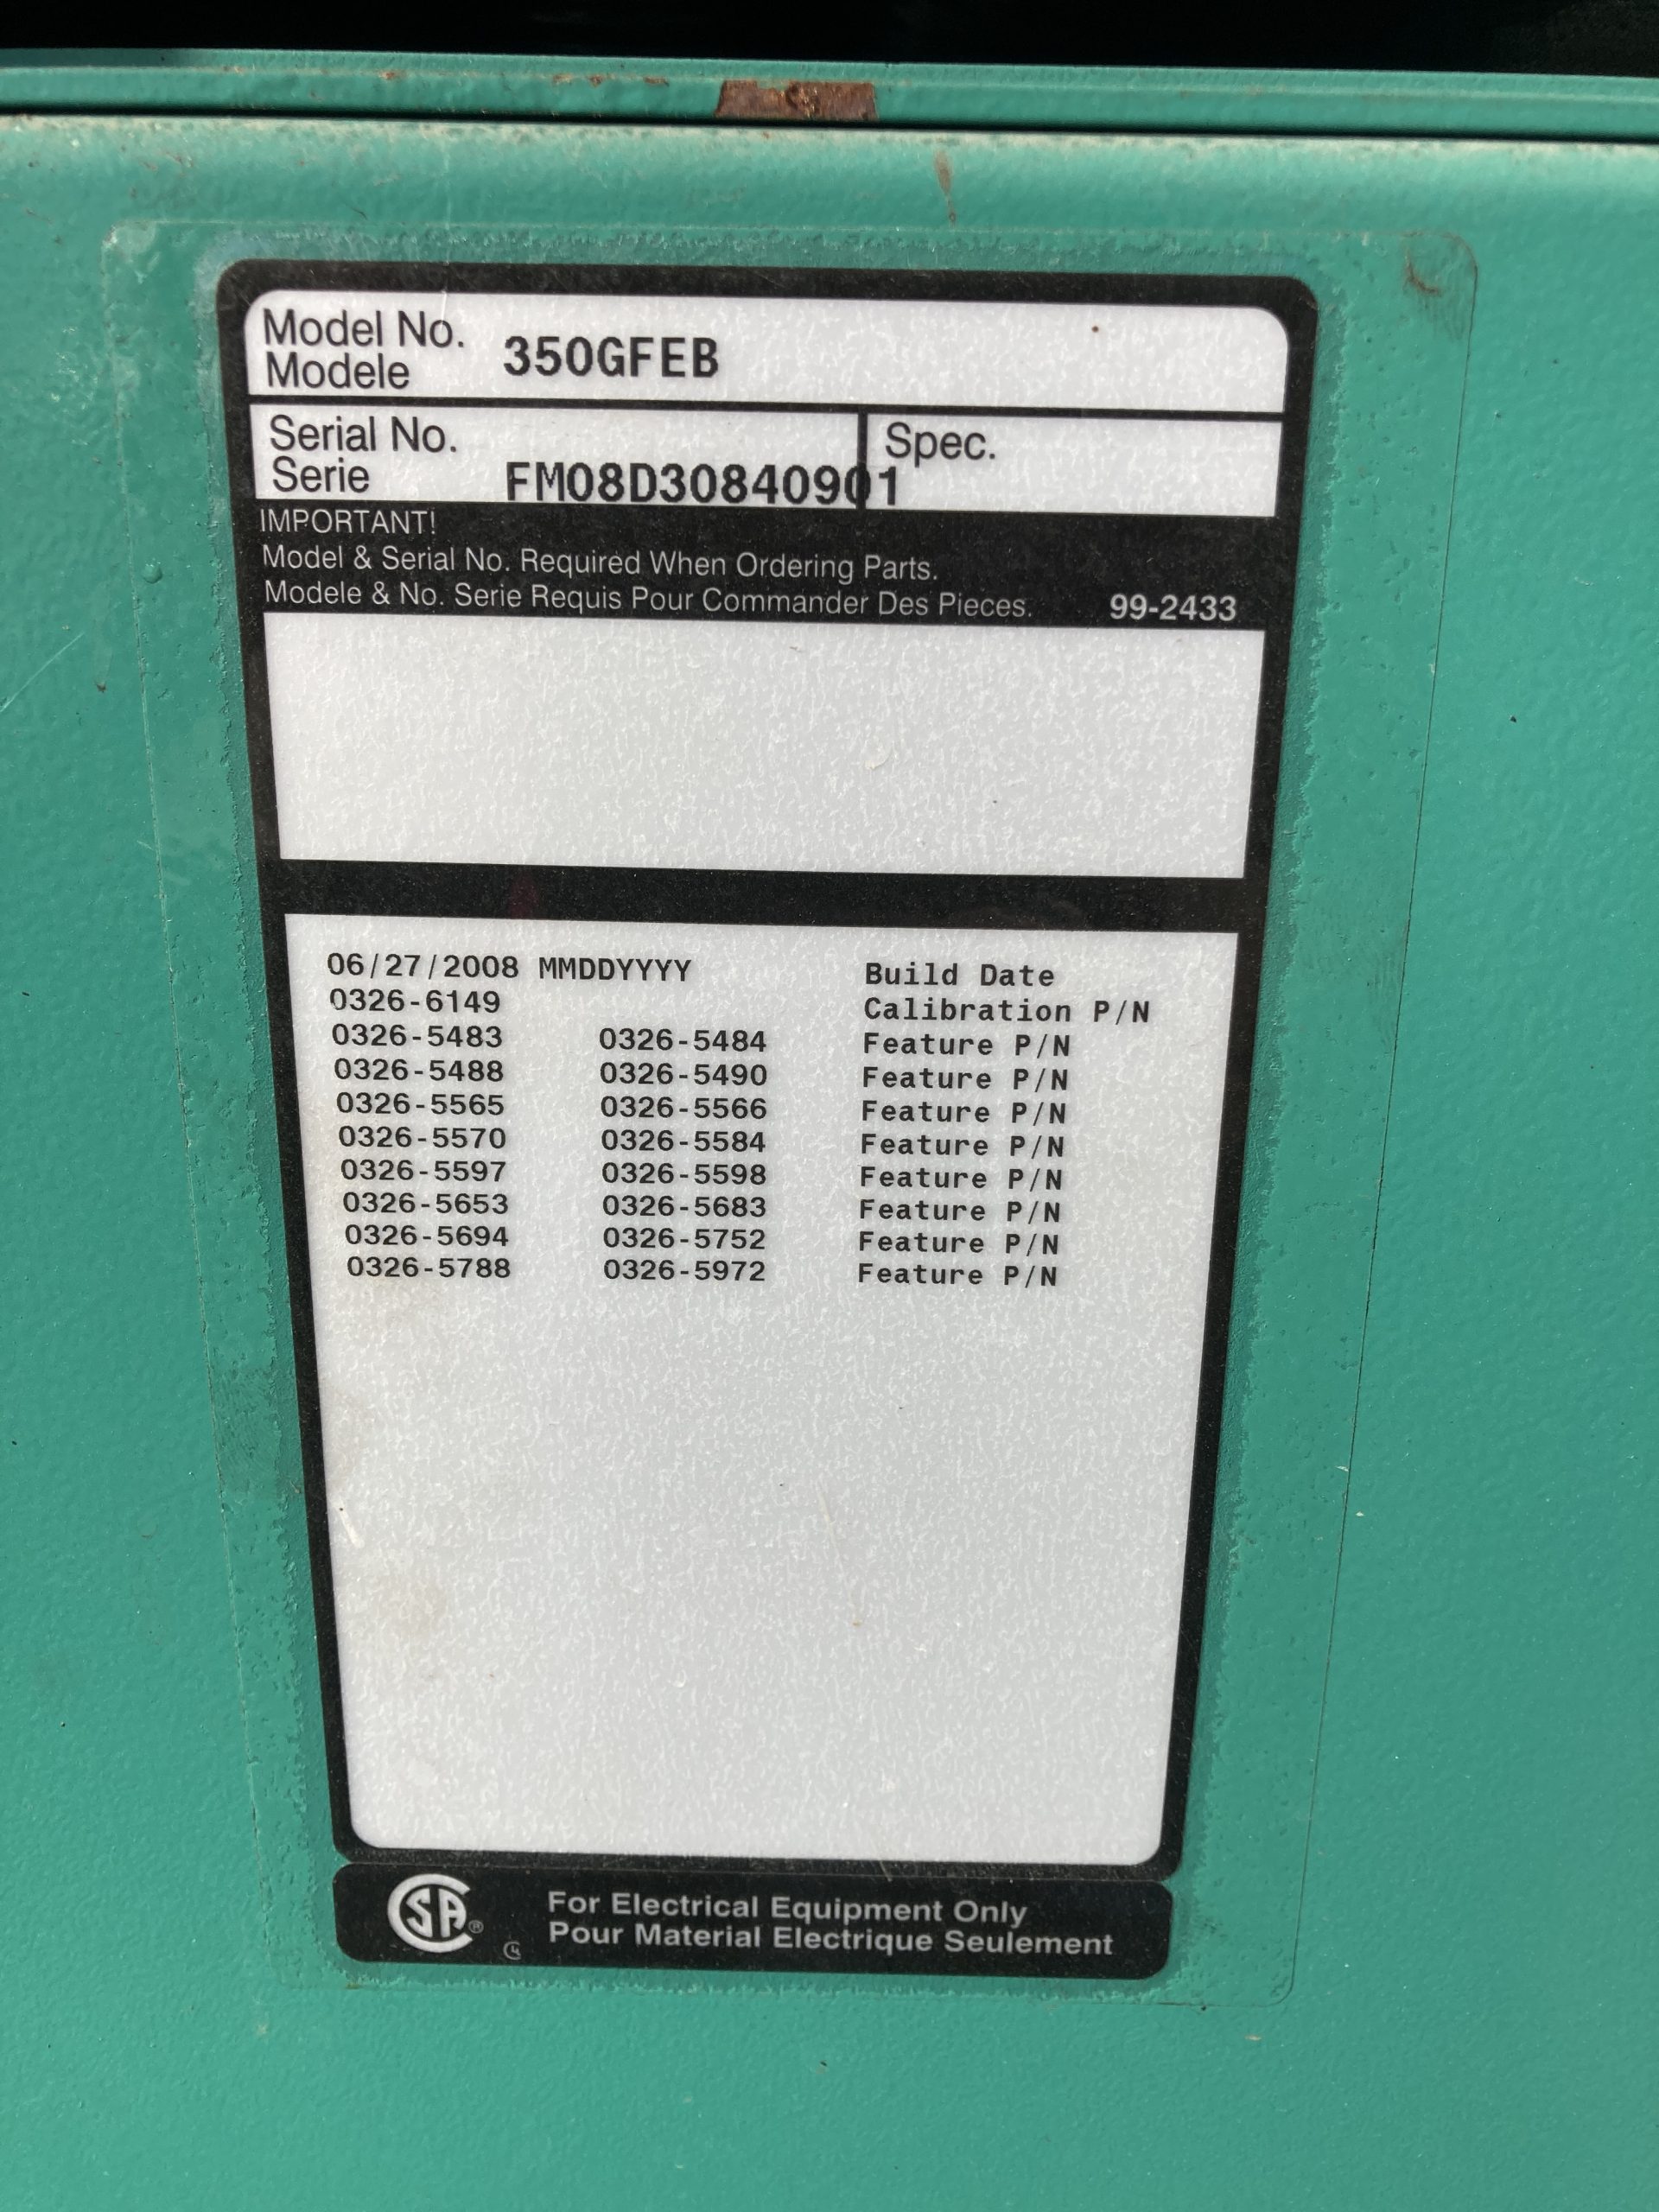 Model No.
Modele
350GFEB
Serial No.
Serie
FM08D30840901
Spec.
IMPORTANT!
Model & Serial No. Required When Ordering Parts.
Modele & No. Serie Requis Pour Commander Des Pieces. 99-2433
06/27/2008 MMDDYYYY Build Date
0326-6149 Calibration P/N
0326-5483 0326-5484 Feature P/N
0326-5488 0326-5490 Feature P/N
0326-5565 0326-5566 Feature P/N
0326-5570 0326-5584 Feature P/N
0326-5597 0326-5598 Feature P/N
0326-5653 0326-5683 Feature P/N
0326-5694 0326-5752 Feature P/N
0326-5788 0326-5972 Feature P/N
CSA®
For Electrical Equipment Only
Pour Material Electrique Seulement